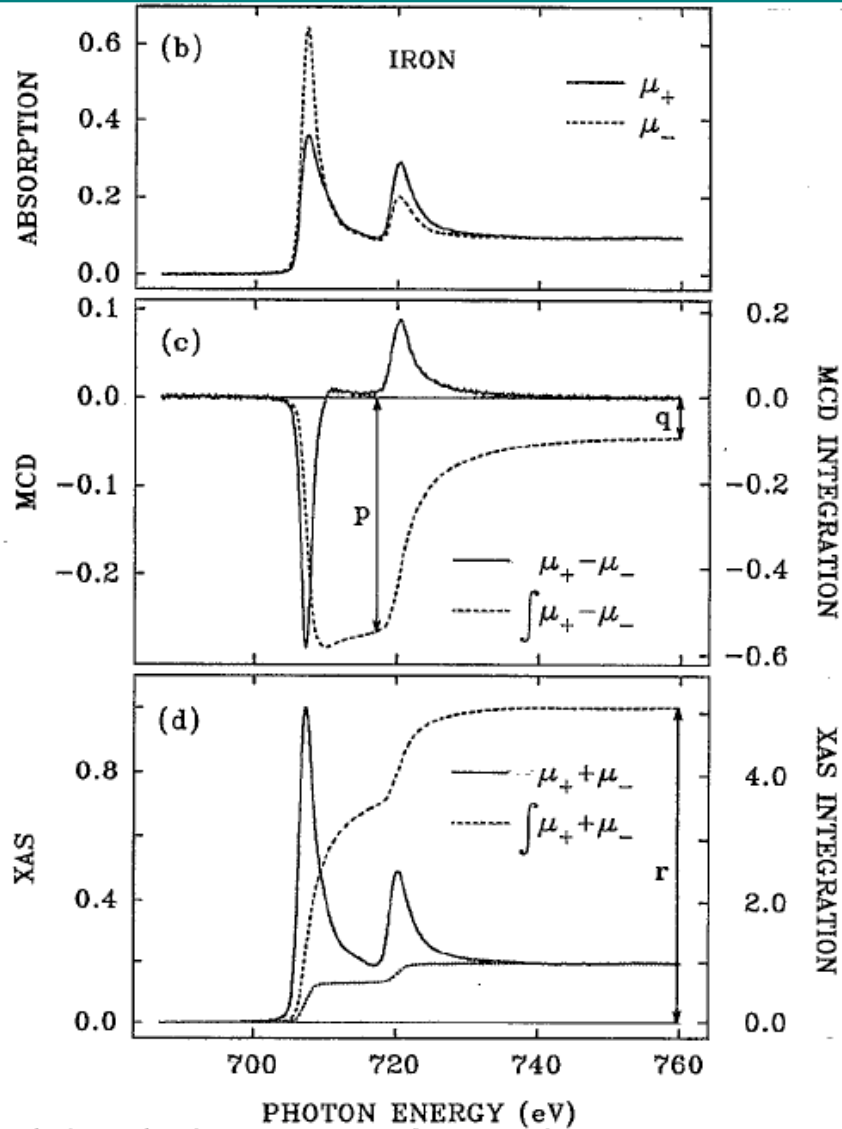 (b)
IRON
μ₊
μ₋
ABSORPTION
0.6
0.4
0.2
0.0
(c)
MCD
0.1
0.0
−0.1
−0.2
p
q
μ₊−μ₋
∫μ₊−μ₋
0.2
0.0
−0.2
−0.4
−0.6
MCD INTEGRATION
(d)
XAS
0.8
0.4
0.0
μ₊+μ₋
∫μ₊+μ₋
r
4.0
2.0
0.0
XAS INTEGRATION
700
720
740
760
PHOTON ENERGY (eV)